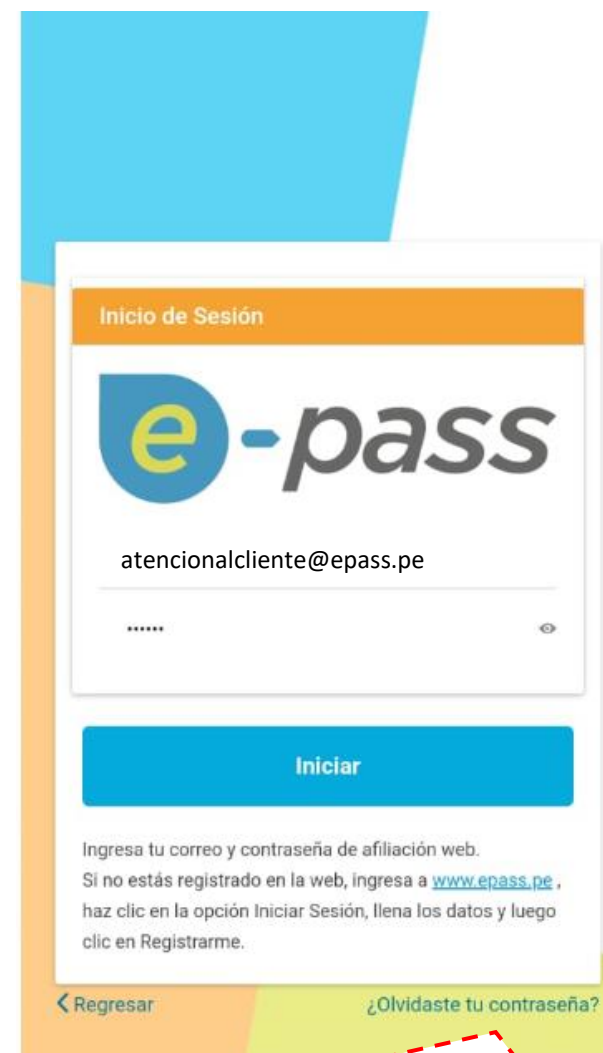 Inicio de Sesión
e-pass
atencionalcliente@epass.pe
••••••
Iniciar
Ingresa tu correo y contraseña de afiliación web.
Si no estás registrado en la web, ingresa a www.epass.pe ,
haz clic en la opción Iniciar Sesión, llena los datos y luego
clic en Registrarme.
Regresar
¿Olvidaste tu contraseña?